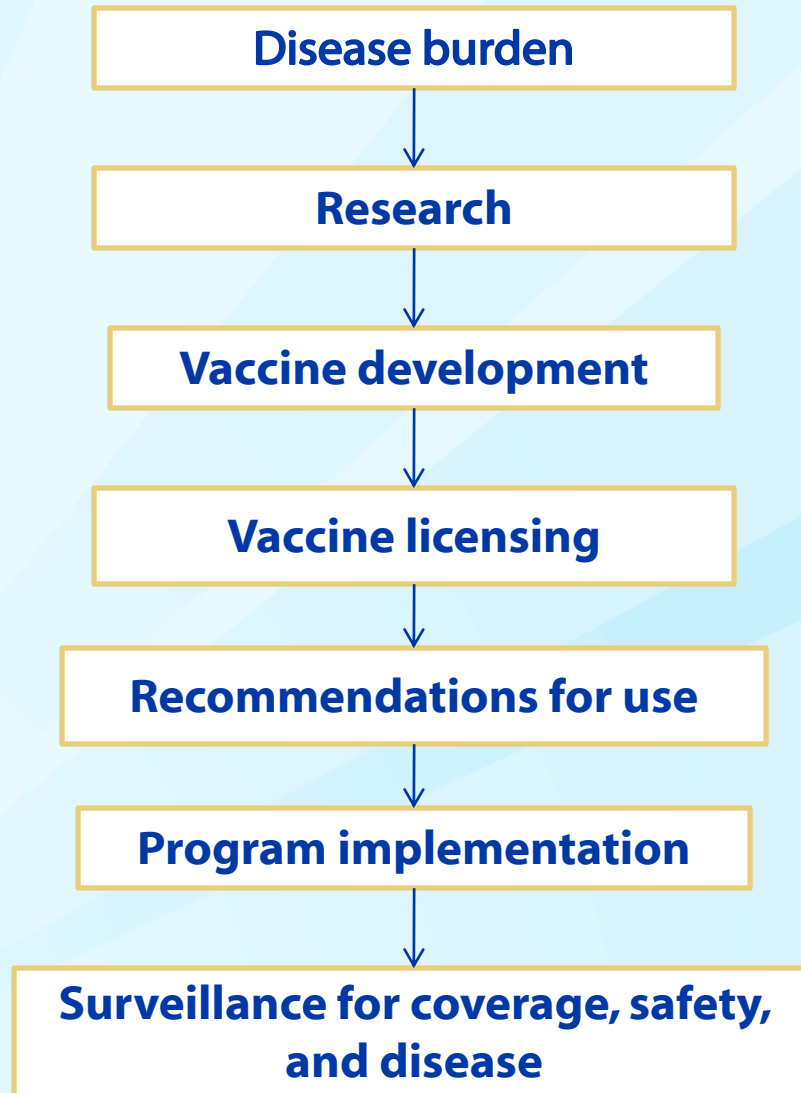 Disease burden
Research
Vaccine development
Vaccine licensing
Recommendations for use
Program implementation
Surveillance for coverage, safety,
and disease